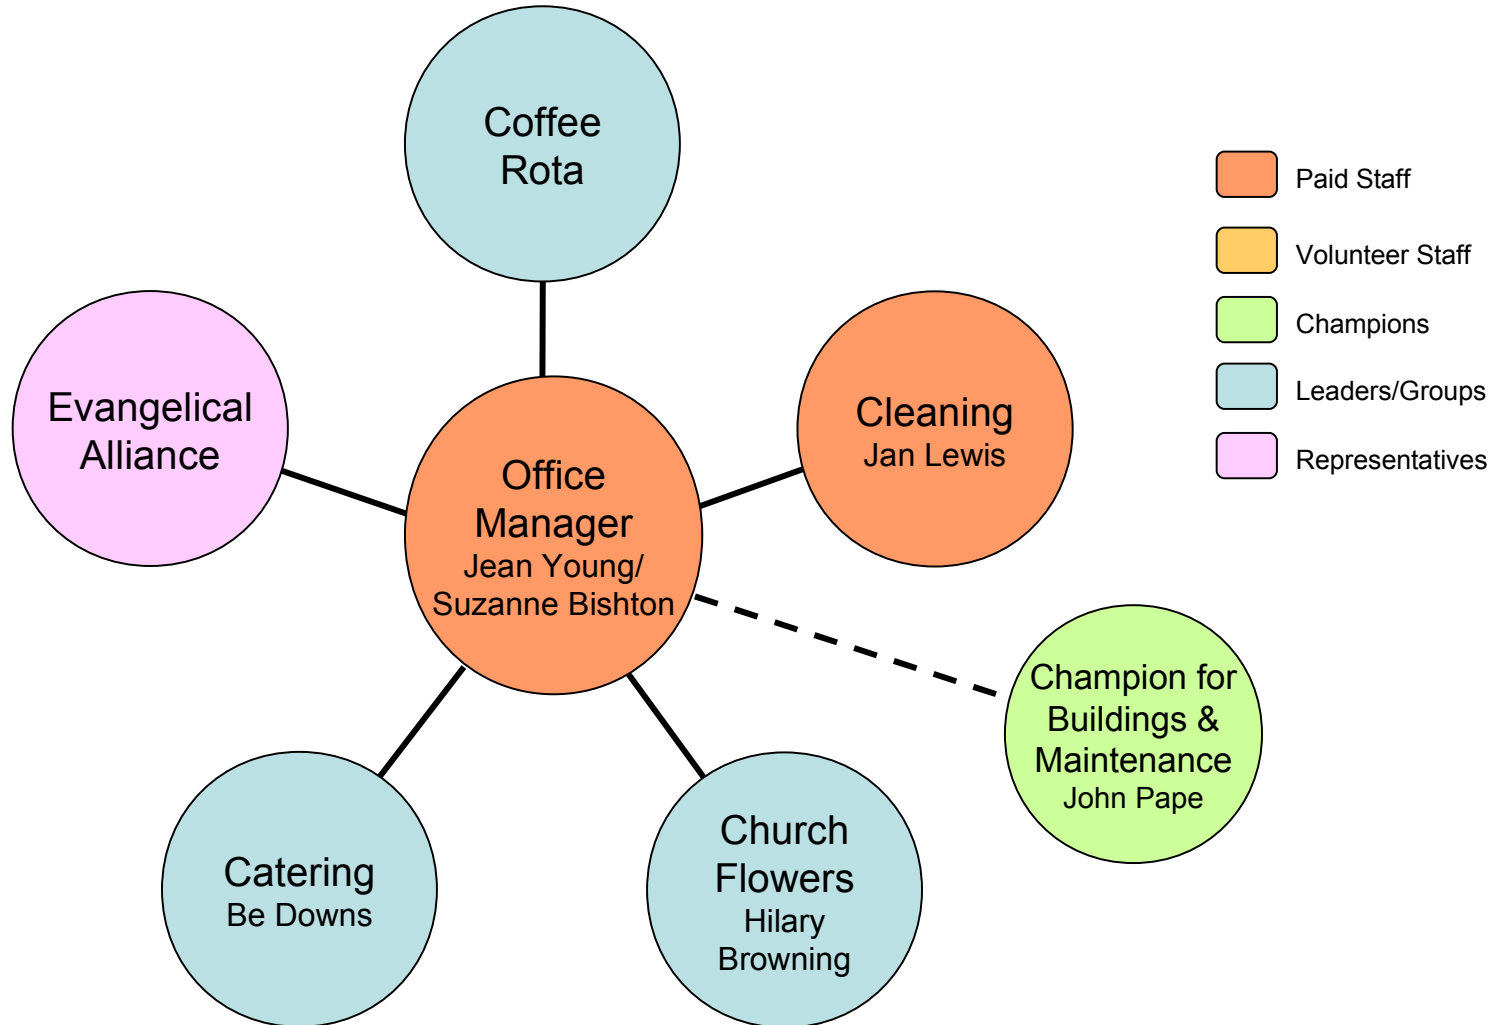 Coffee
Rota
Evangelical
Alliance
Cleaning
Jan Lewis
Office
Manager
Jean Young/
Suzanne Bishton
Champion for
Buildings &
Maintenance
John Pape
Catering
Be Downs
Church
Flowers
Hilary
Browning
Paid Staff
Volunteer Staff
Champions
Leaders/Groups
Representatives